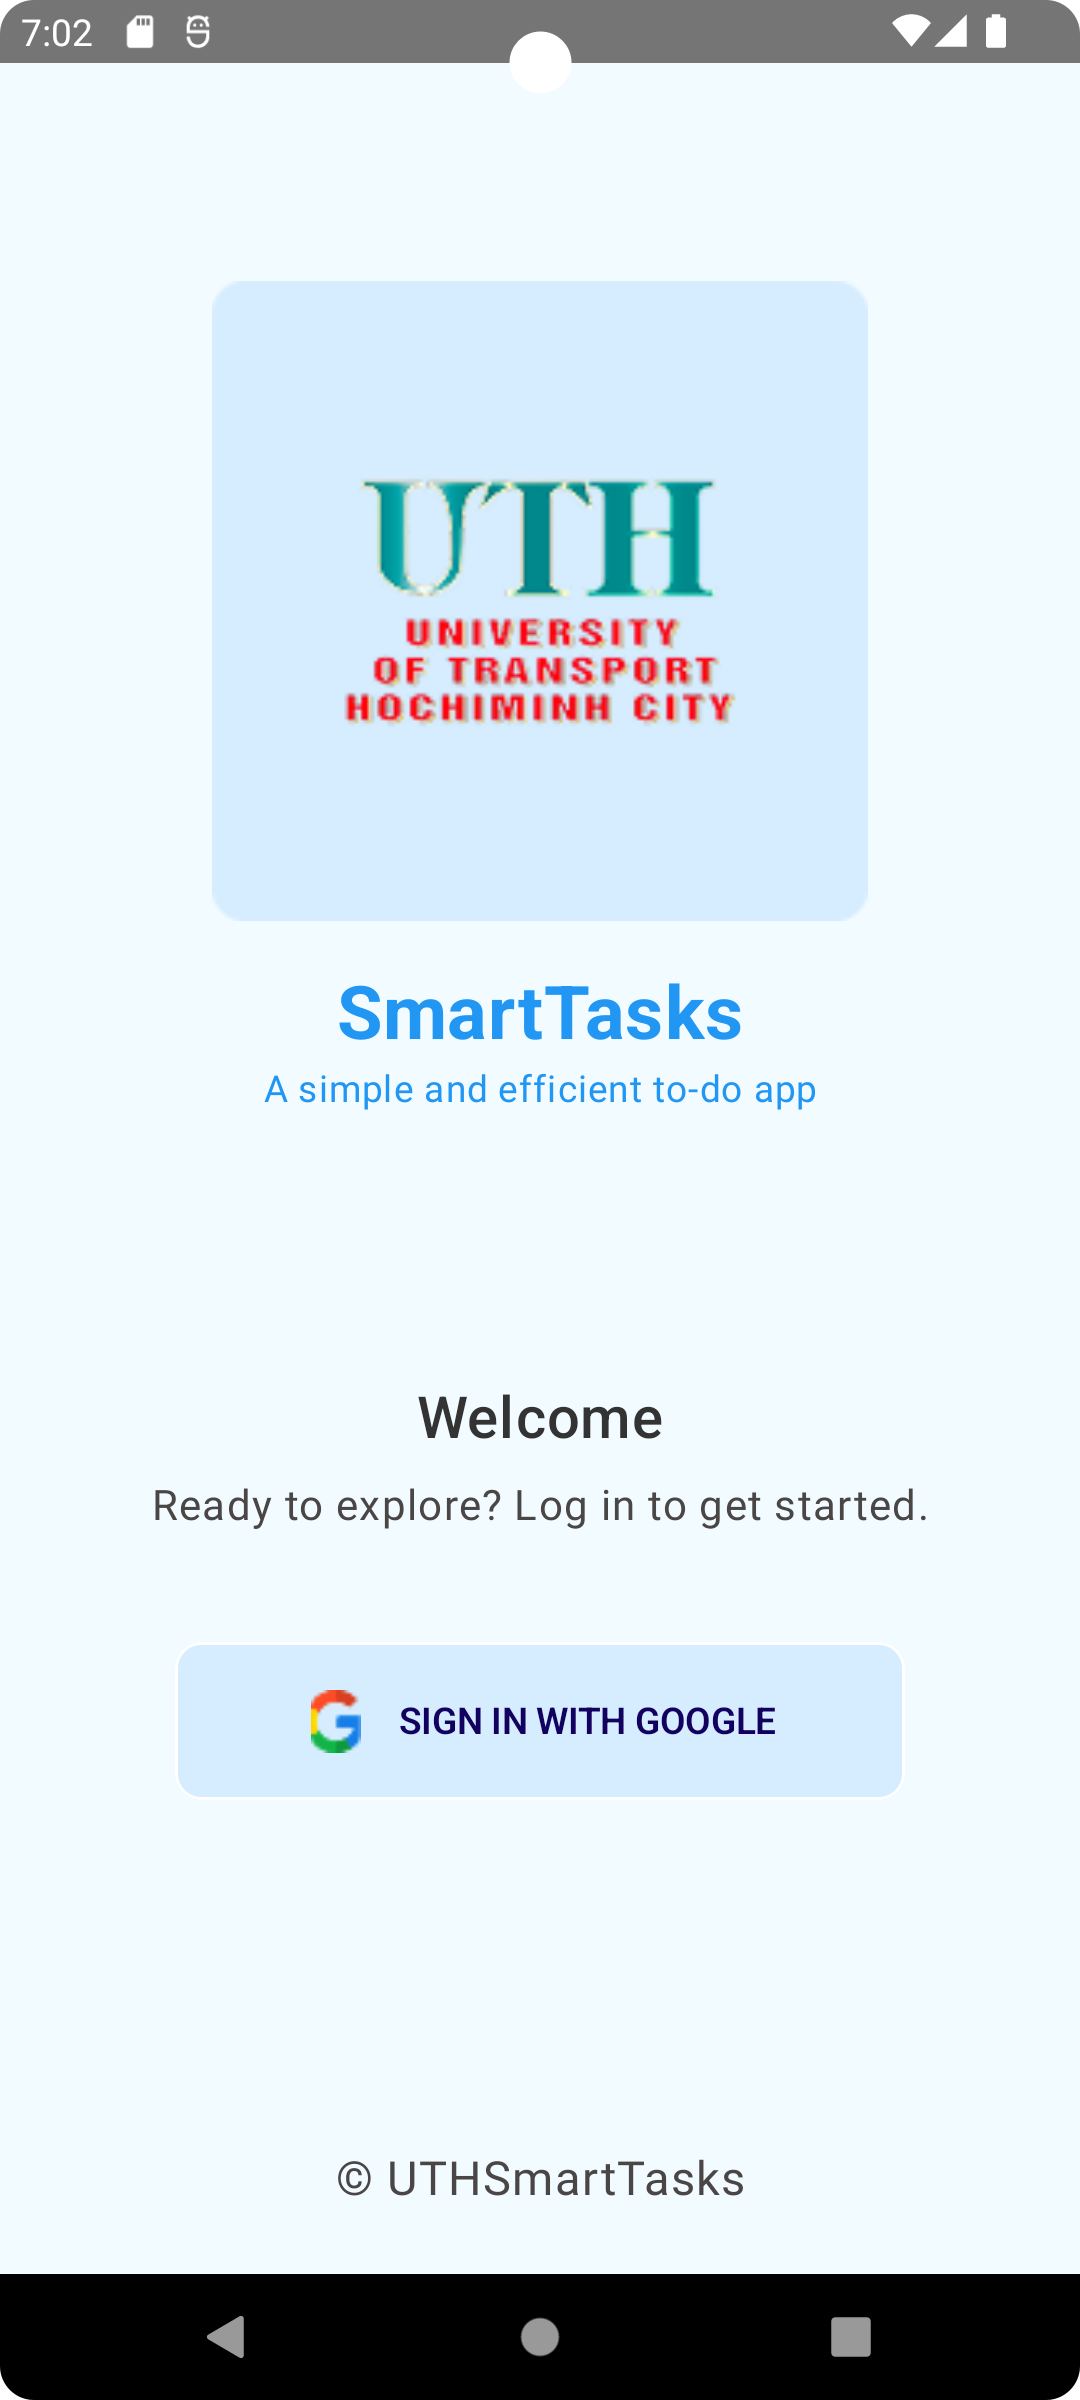 7:02
UTH
UNIVERSITY
OF TRANSPORT
HOCHIMINH CITY
SmartTasks
A simple and efficient to-do app
Welcome
Ready to explore? Log in to get started.
SIGN IN WITH GOOGLE
© UTHSmartTasks